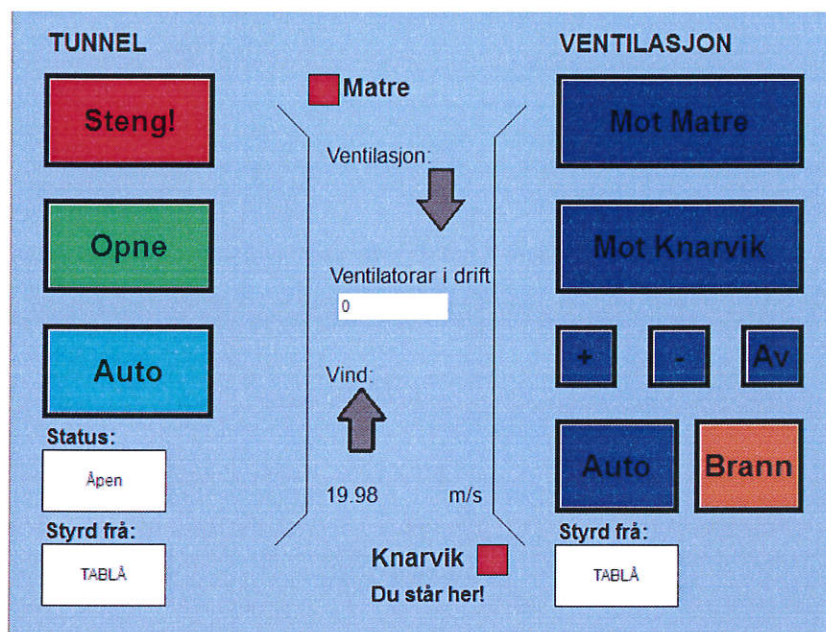 TUNNEL
Steng!
Opne
Auto
Status:
Åpen
Styrd frå:
TABLÅ
Matre
Ventilasjon:
Ventilatorar i drift
0
Vind:
19.98 m/s
Knarvik
Du står her!
VENTILASJON
Mot Matre
Mot Knarvik
+ - Av
Auto Brann
Styrd frå:
TABLÅ